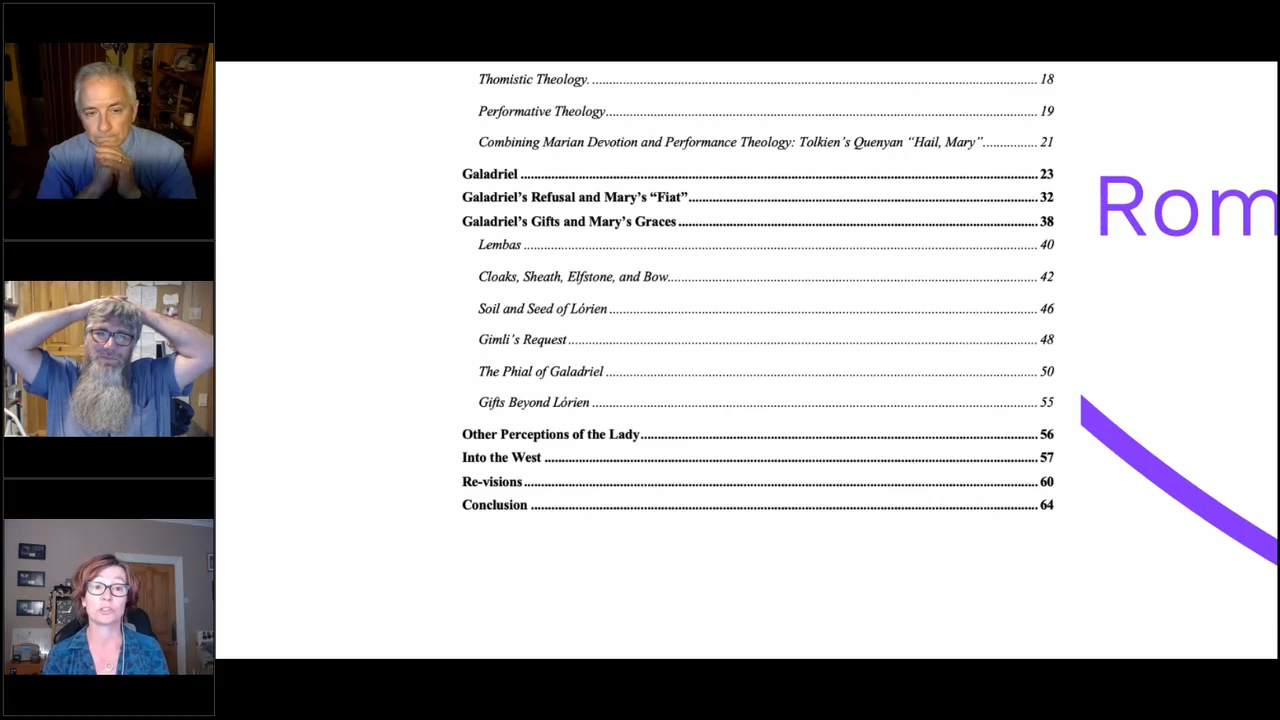 Thomistic Theology. ........................................................ 18
Performative Theology........................................................ 19
Combining Marian Devotion and Performance Theology: Tolkien's Quenyan “Hail, Mary”.............. 21
Galadriel ........................................................ 23
Galadriel’s Refusal and Mary’s “Fiat”........................................................ 32
Galadriel’s Gifts and Mary’s Graces ........................................................ 38
Lembas ........................................................ 40
Cloaks, Sheath, Elfstone, and Bow........................................................ 42
Soil and Seed of Lórien ........................................................ 46
Gimli’s Request ........................................................ 48
The Phial of Galadriel ........................................................ 50
Gifts Beyond Lórien ........................................................ 55
Other Perceptions of the Lady........................................................ 56
Into the West ........................................................ 57
Re-visions ........................................................ 60
Conclusion ........................................................ 64
Rom